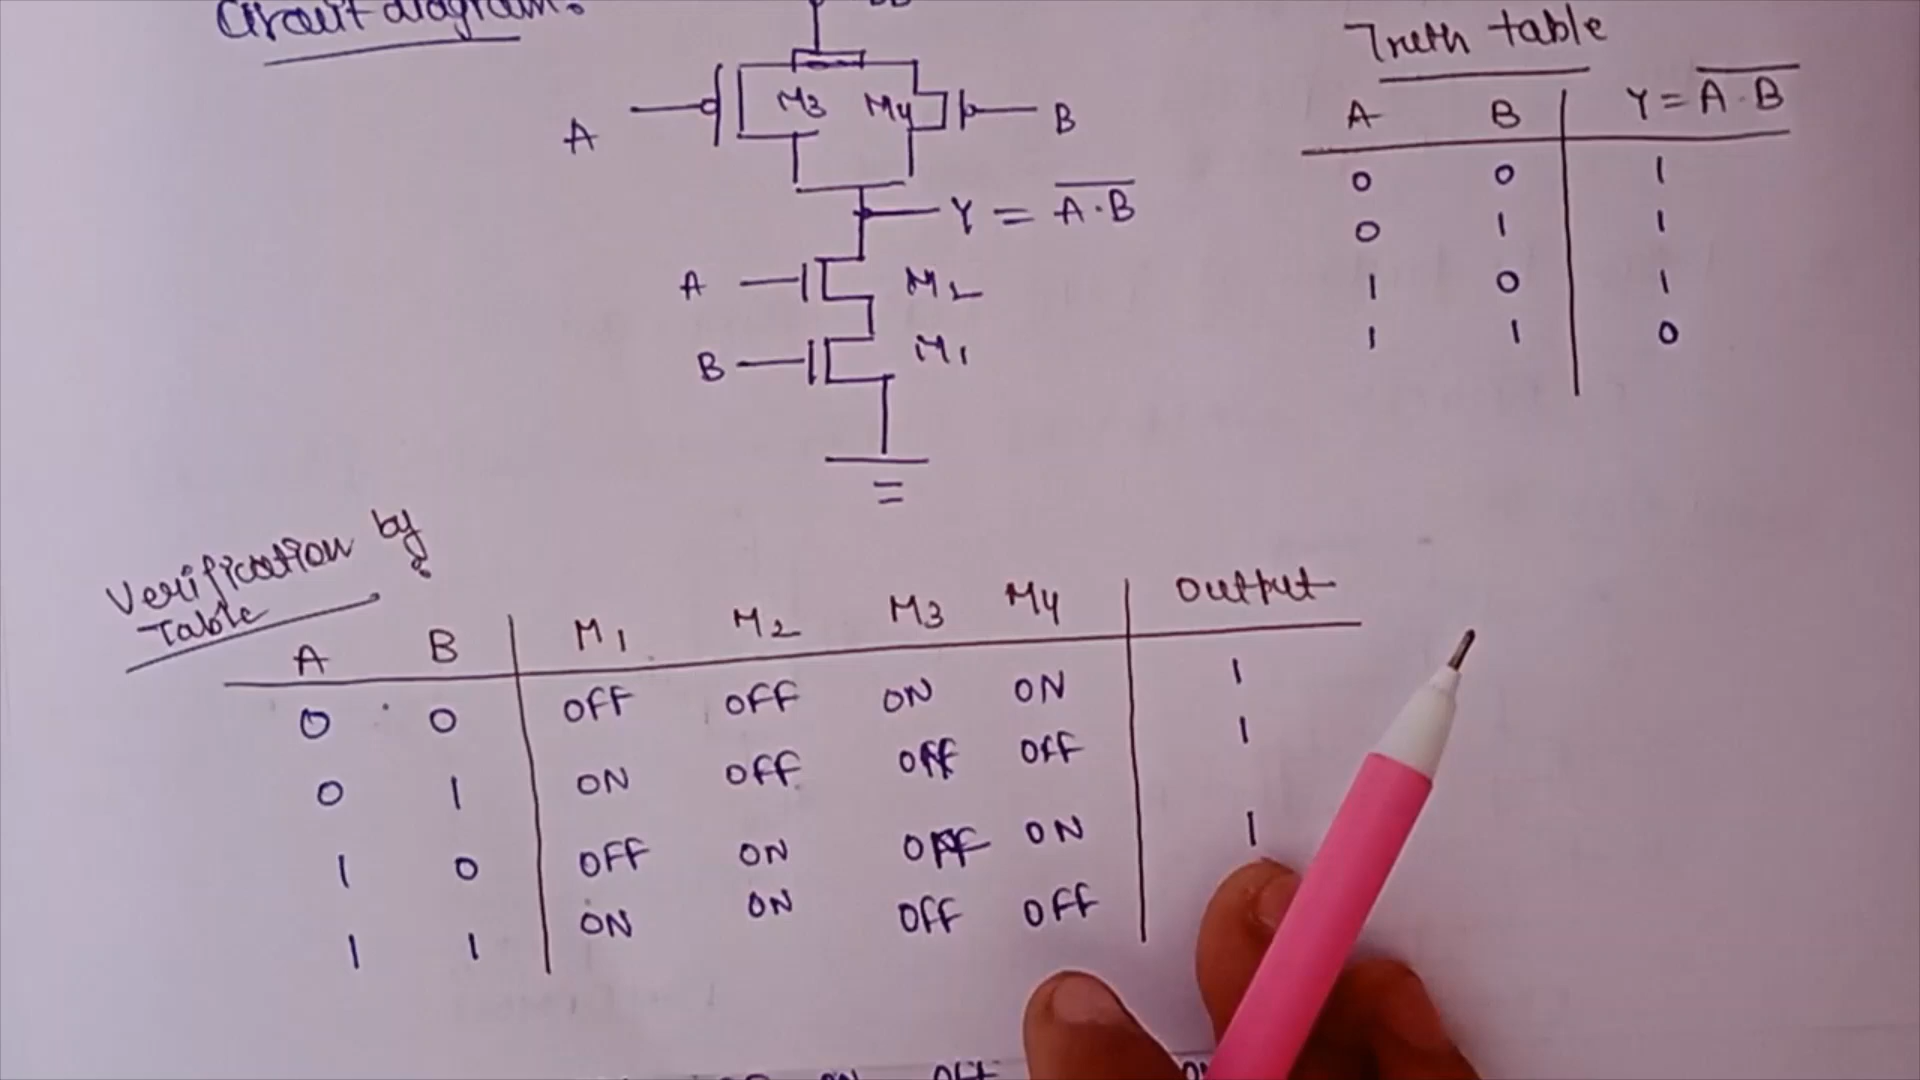 Circuit diagram:
A M3 M4 B
Y = A·B
A M2
B M1
Truth table
A B Y = A·B
0 0 1
0 1 1
1 0 1
1 1 0
Verification by
Table:
A B M1 M2 M3 M4 output
0 0 OFF OFF ON ON 1
0 1 ON OFF OFF OFF 1
1 0 OFF ON OFF ON 1
1 1 ON ON OFF OFF